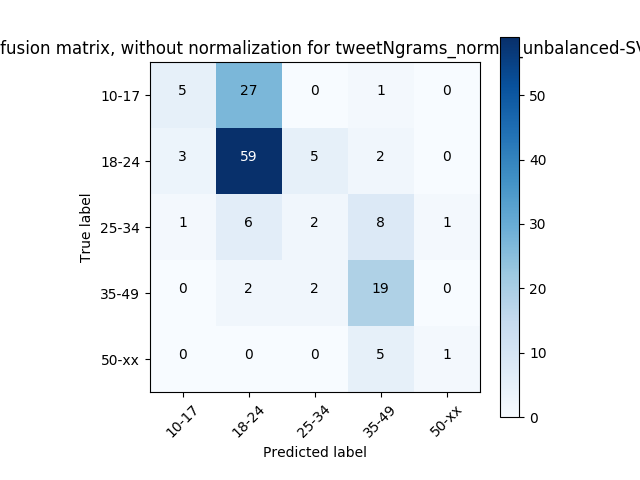 fusion matrix, without normalization for tweetNgrams_norm unbalanced-SV
10-17 5 27 0 1 0
18-24 3 59 5 2 0
25-34 1 6 2 8 1
35-49 0 2 2 19 0
50-xx 0 0 0 5 1
10-17 18-24 25-34 35-49 50-xx
True label
Predicted label
50
40
30
20
10
0